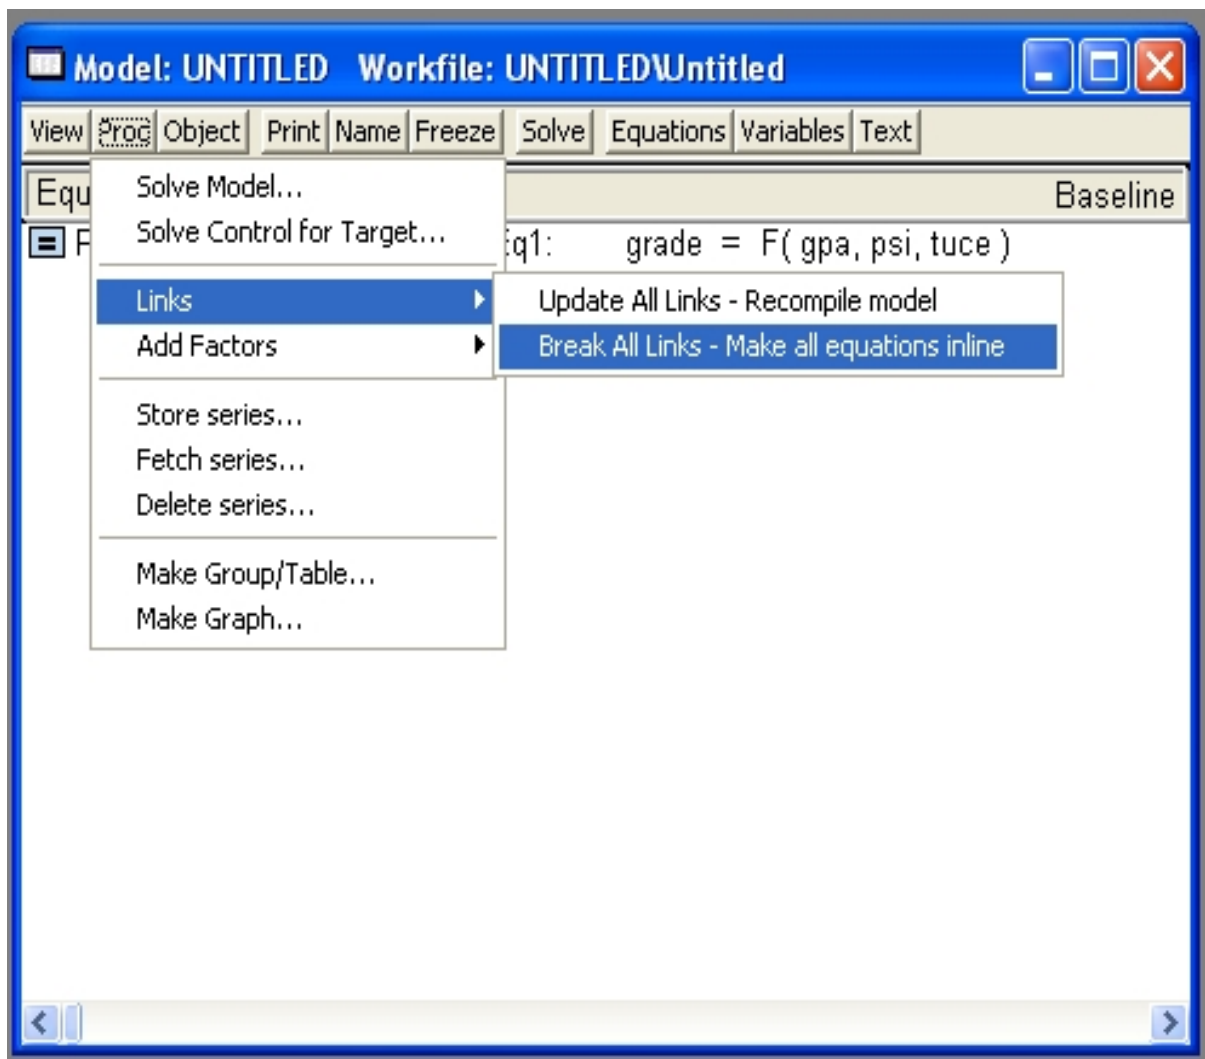 Model: UNTITLED Workfile: UNTITLED\Untitled
View Proc Object Print Name Freeze Solve Equations Variables Text
Equ Baseline
Eq1: grade = F( gpa, psi, tuce )
Solve Model...
Solve Control for Target...
Links
Add Factors
Store series...
Fetch series...
Delete series...
Make Group/Table...
Make Graph...
Update All Links - Recompile model
Break All Links - Make all equations inline